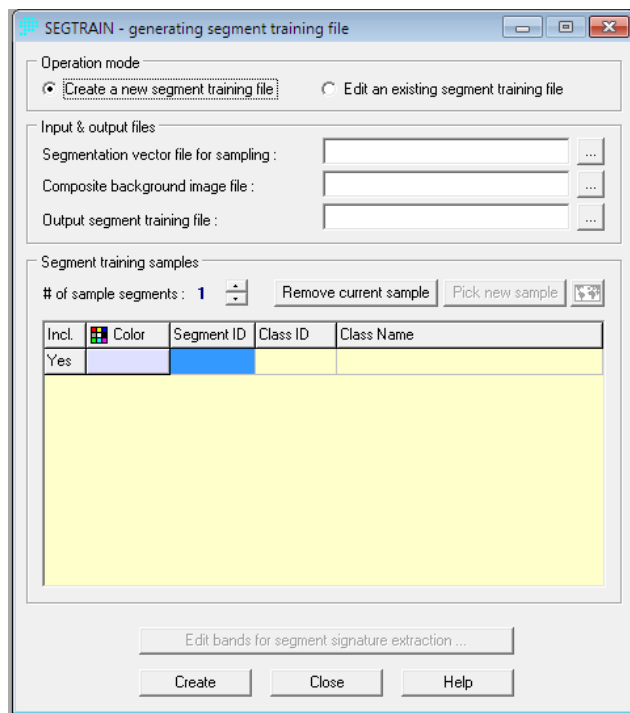 SEGTRAIN - generating segment training file
Operation mode
Create a new segment training file
Edit an existing segment training file
Input & output files
Segmentation vector file for sampling :
...
Composite background image file :
...
Output segment training file :
...
Segment training samples
# of sample segments : 1
Remove current sample
Pick new sample
Incl. Color Segment ID Class ID Class Name
Yes
Edit bands for segment signature extraction ...
Create Close Help